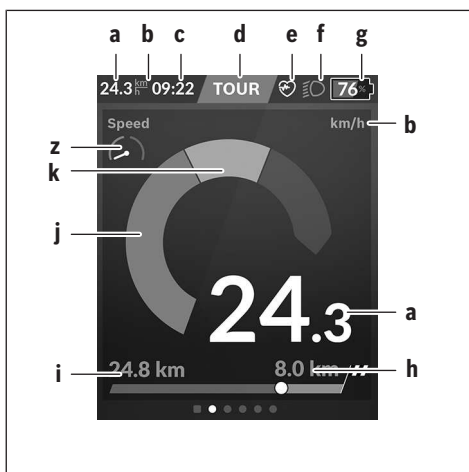 a b c d e f g
24.3 km/h 09:22 TOUR 76%
Speed km/h b
z
k
j
24.3 a
i 24.8 km 8.0 km h